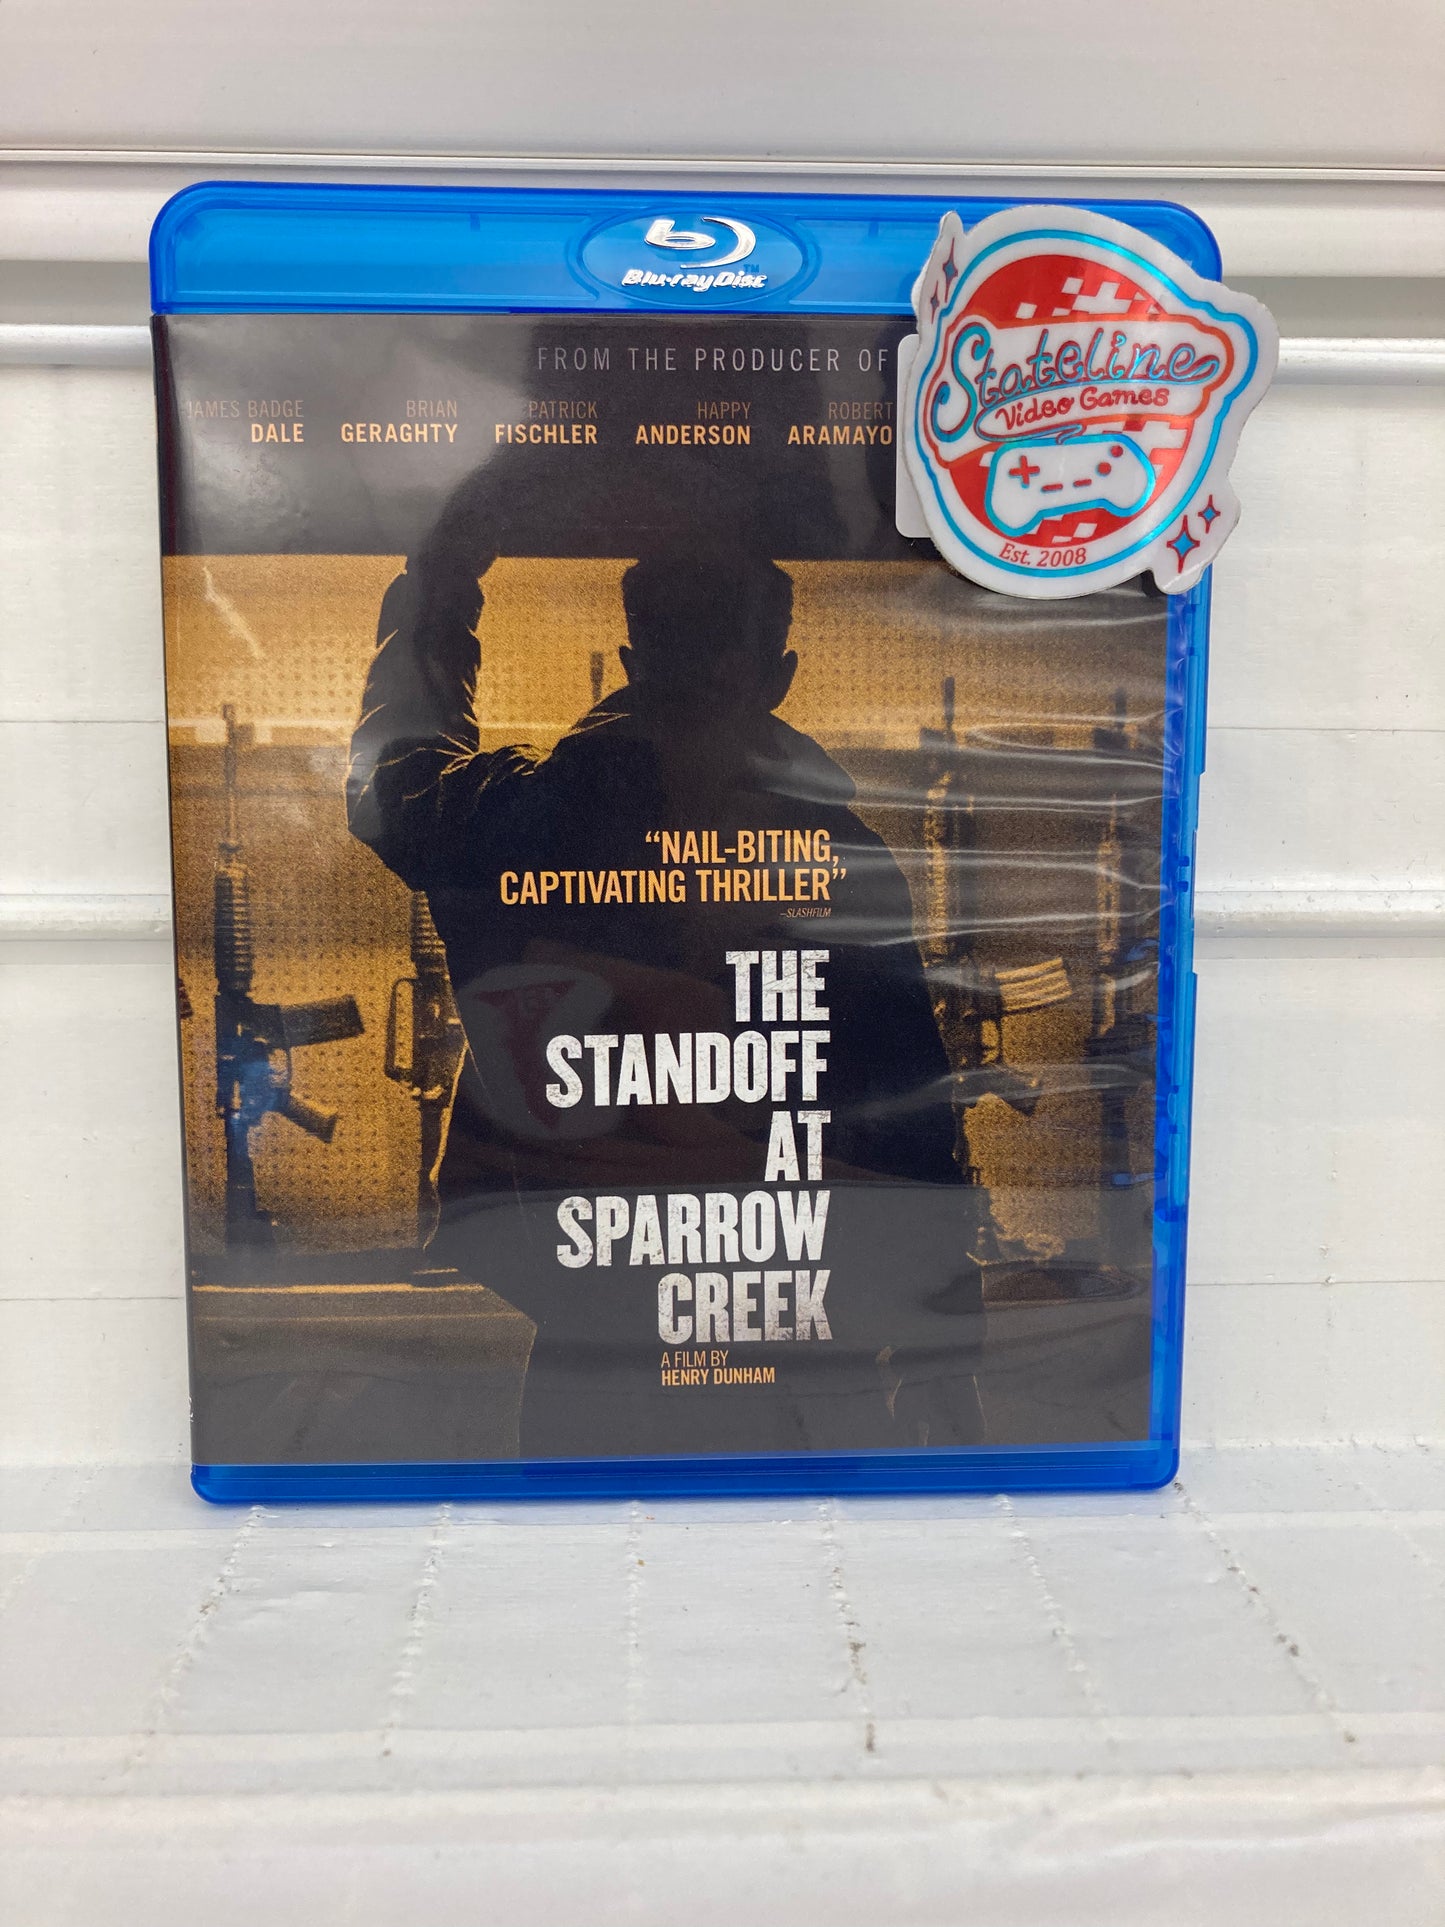 Blu-ray Disc™
FROM THE PRODUCER OF
JAMES BADGE DALE
BRIAN GERAGHTY
PATRICK FISCHLER
HAPPY ANDERSON
ROBERT ARAMAYO
Stateline
Video Games
Est. 2008
“NAIL-BITING,
CAPTIVATING THRILLER”
–SLASHFILM
THE
STANDOFF
AT
SPARROW
CREEK
A FILM BY
HENRY DUNHAM